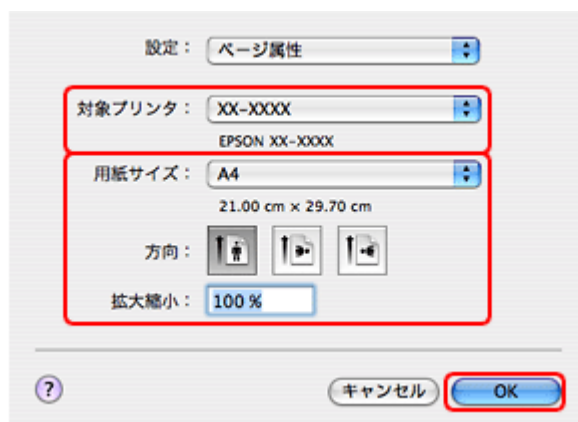 設定： ページ属性
対象プリンタ： XX-XXXX
EPSON XX-XXXX
用紙サイズ： A4
21.00 cm × 29.70 cm
方向：
拡大縮小： 100 %
? キャンセル OK